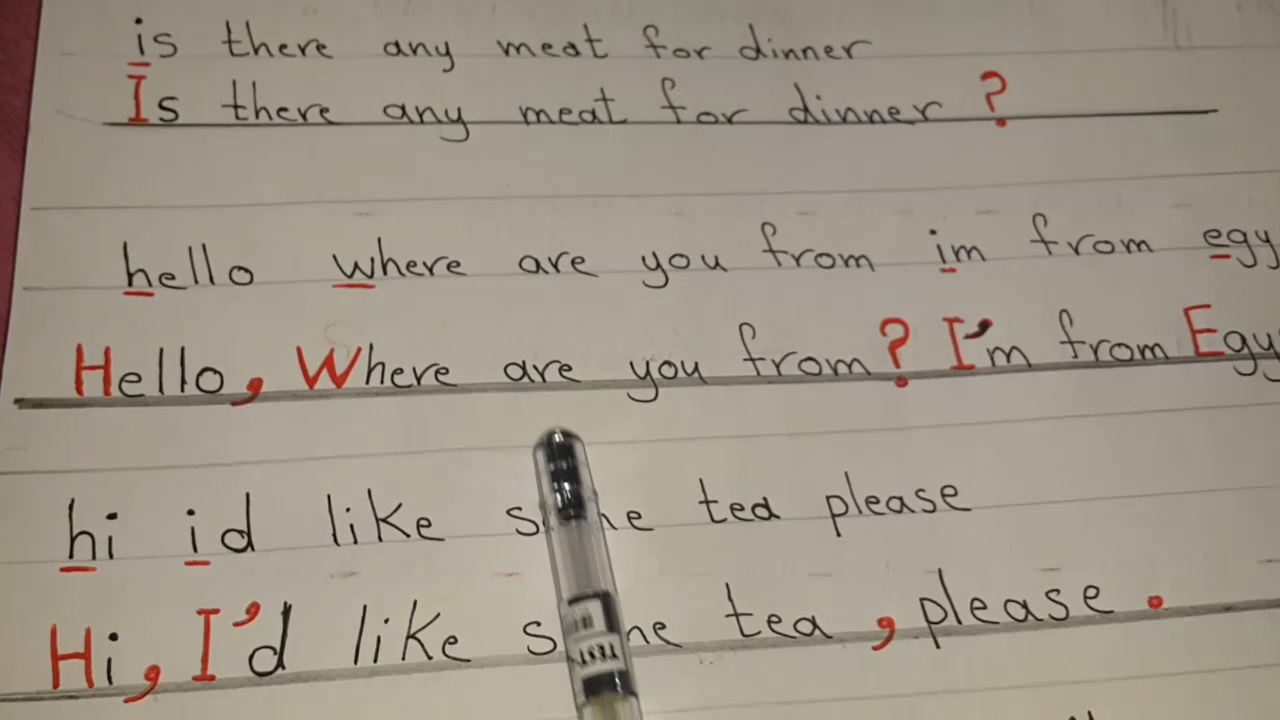 is there any meat for dinner
Is there any meat for dinner ?
hello where are you from im from egy
Hello, Where are you from? I'm from Egy
hi id like tea please
Hi, I'd like tea , please .